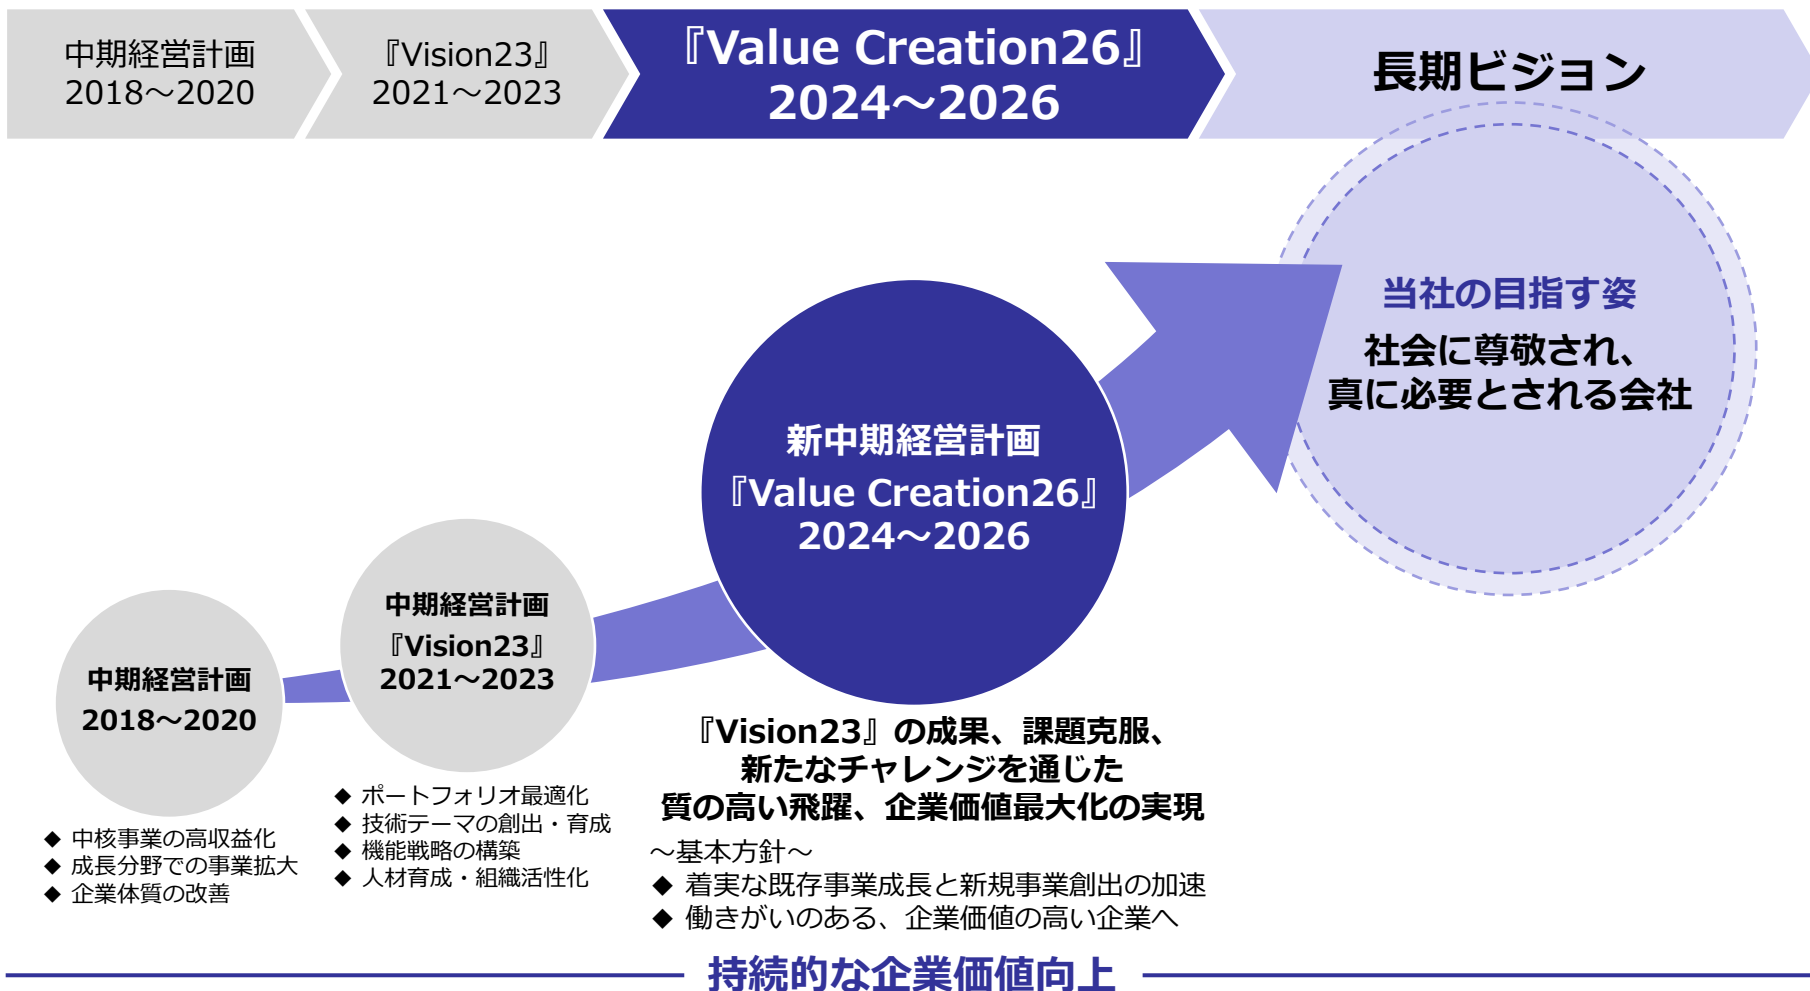 中期経営計画
2018～2020
『Vision23』
2021～2023
『Value Creation26』
2024～2026
長期ビジョン
当社の目指す姿
社会に尊敬され、
真に必要とされる会社
新中期経営計画
『Value Creation26』
2024～2026
中期経営計画
『Vision23』
2021～2023
中期経営計画
2018～2020
◆ 中核事業の高収益化
◆ 成長分野での事業拡大
◆ 企業体質の改善
◆ ポートフォリオ最適化
◆ 技術テーマの創出・育成
◆ 機能戦略の構築
◆ 人材育成・組織活性化
『Vision23』の成果、課題克服、
新たなチャレンジを通じた
質の高い飛躍、企業価値最大化の実現
～基本方針～
◆ 着実な既存事業成長と新規事業創出の加速
◆ 働きがいのある、企業価値の高い企業へ
持続的な企業価値向上